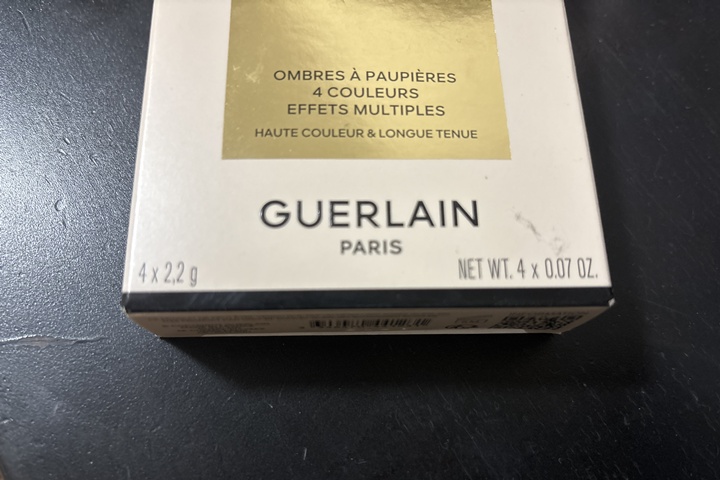 OMBRES À PAUPIÈRES
4 COULEURS
EFFETS MULTIPLES
HAUTE COULEUR & LONGUE TENUE
GUERLAIN
PARIS
4 x 2,2 g
NET WT. 4 x 0.07 OZ.